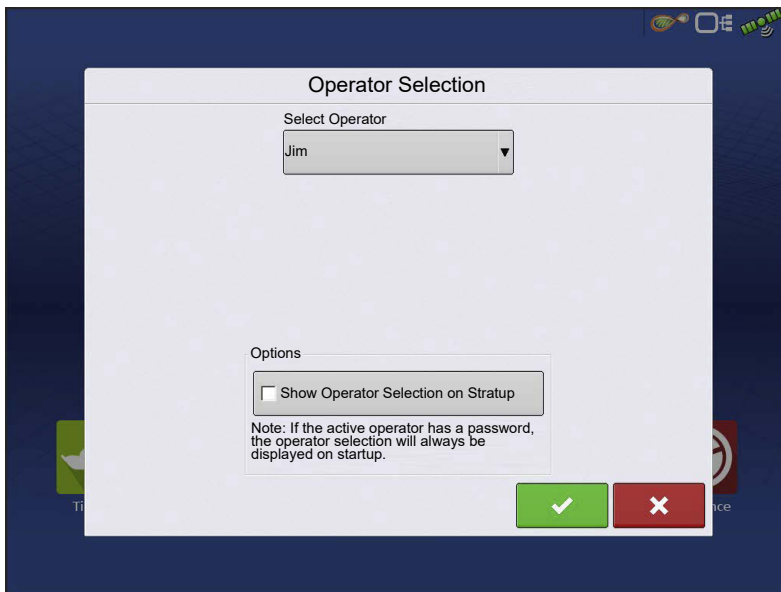 Operator Selection
Select Operator
Jim
Options
Show Operator Selection on Stratup
Note: If the active operator has a password,
the operator selection will always be
displayed on startup.